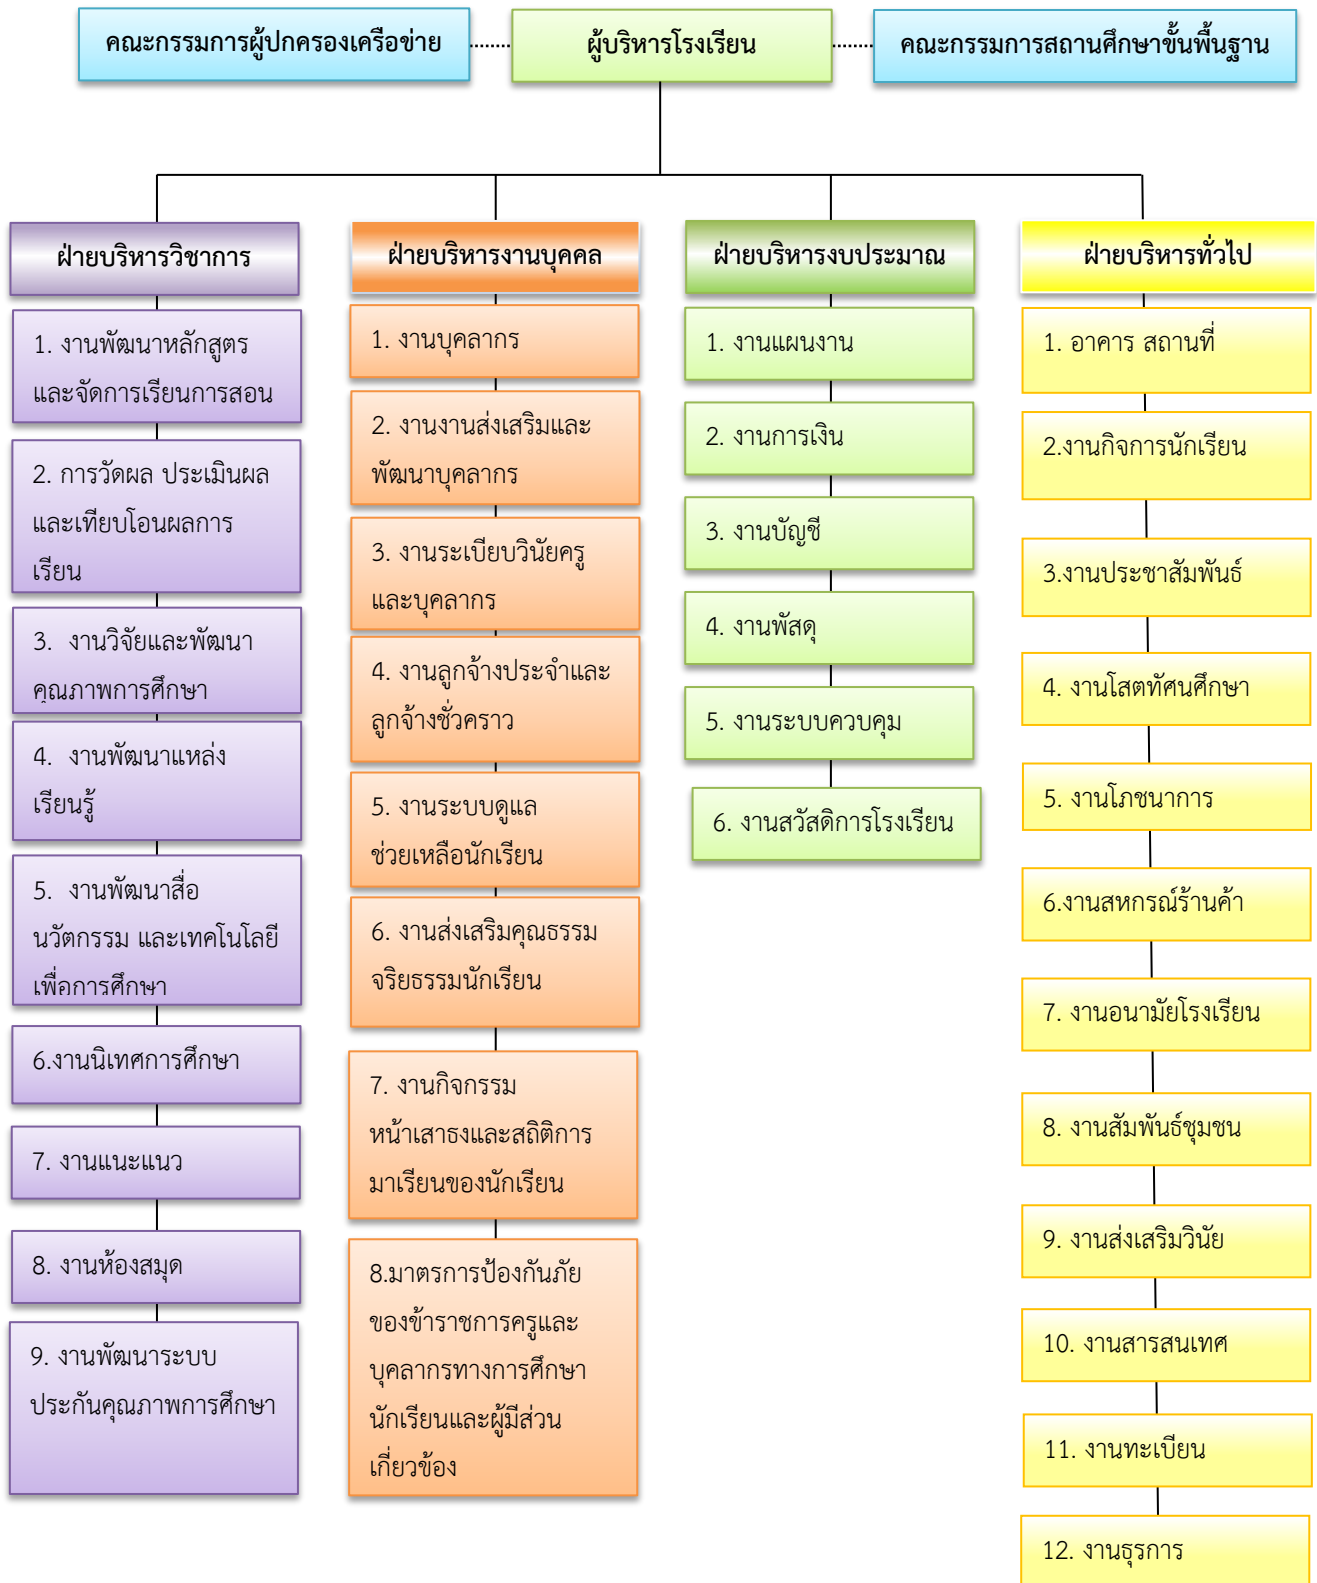 คณะกรรมการผู้ปกครองเครือข่าย
ผู้บริหารโรงเรียน
คณะกรรมการสถานศึกษาขั้นพื้นฐาน
ฝ่ายบริหารวิชาการ
1. งานพัฒนาหลักสูตร
และจัดการเรียนการสอน
2. การวัดผล ประเมินผล
และเทียบโอนผลการ
เรียน
3. งานวิจัยและพัฒนา
คุณภาพการศึกษา
4. งานพัฒนาแหล่ง
เรียนรู้
5. งานพัฒนาสื่อ
นวัตกรรม และเทคโนโลยี
เพื่อการศึกษา
6.งานนิเทศการศึกษา
7. งานแนะแนว
8. งานห้องสมุด
9. งานพัฒนาระบบ
ประกันคุณภาพการศึกษา
ฝ่ายบริหารงานบุคคล
1. งานบุคลากร
2. งานงานส่งเสริมและ
พัฒนาบุคลากร
3. งานระเบียบวินัยครู
และบุคลากร
4. งานลูกจ้างประจำและ
ลูกจ้างชั่วคราว
5. งานระบบดูแล
ช่วยเหลือนักเรียน
6. งานส่งเสริมคุณธรรม
จริยธรรมนักเรียน
7. งานกิจกรรม
หน้าเสาธงและสถิติการ
มาเรียนของนักเรียน
8.มาตรการป้องกันภัย
ของข้าราชการครูและ
บุคลากรทางการศึกษา
นักเรียนและผู้มีส่วน
เกี่ยวข้อง
ฝ่ายบริหารงบประมาณ
1. งานแผนงาน
2. งานการเงิน
3. งานบัญชี
4. งานพัสดุ
5. งานระบบควบคุม
6. งานสวัสดิการโรงเรียน
ฝ่ายบริหารทั่วไป
1. อาคาร สถานที่
2.งานกิจการนักเรียน
3.งานประชาสัมพันธ์
4. งานโสตทัศนศึกษา
5. งานโภชนาการ
6.งานสหกรณ์ร้านค้า
7. งานอนามัยโรงเรียน
8. งานสัมพันธ์ชุมชน
9. งานส่งเสริมวินัย
10. งานสารสนเทศ
11. งานทะเบียน
12. งานธุรการ